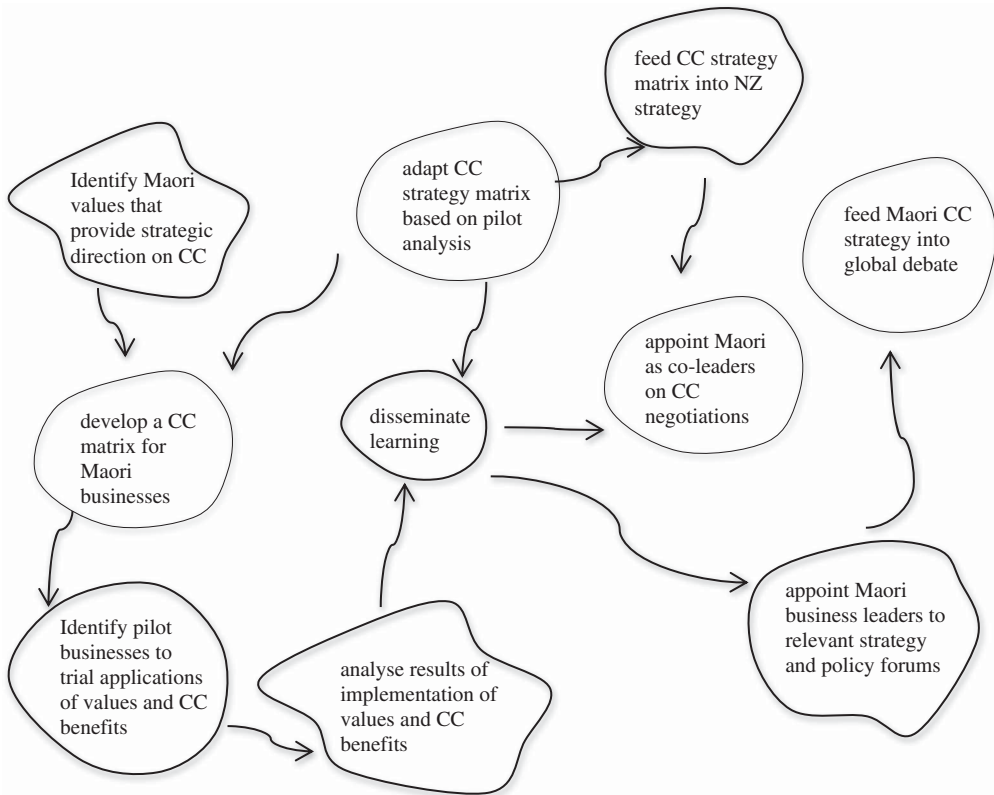 feed CC strategy
matrix into NZ
strategy
Identify Maori
values that
provide strategic
direction on CC
adapt CC
strategy matrix
based on pilot
analysis
feed Maori CC
strategy into
global debate
appoint Maori
as co-leaders
on CC
negotiations
develop a CC
matrix for
Maori
businesses
disseminate
learning
Identify pilot
businesses to
trial applications
of values and CC
benefits
analyse results of
implementation of
values and CC
benefits
appoint Maori
business leaders to
relevant strategy
and policy forums